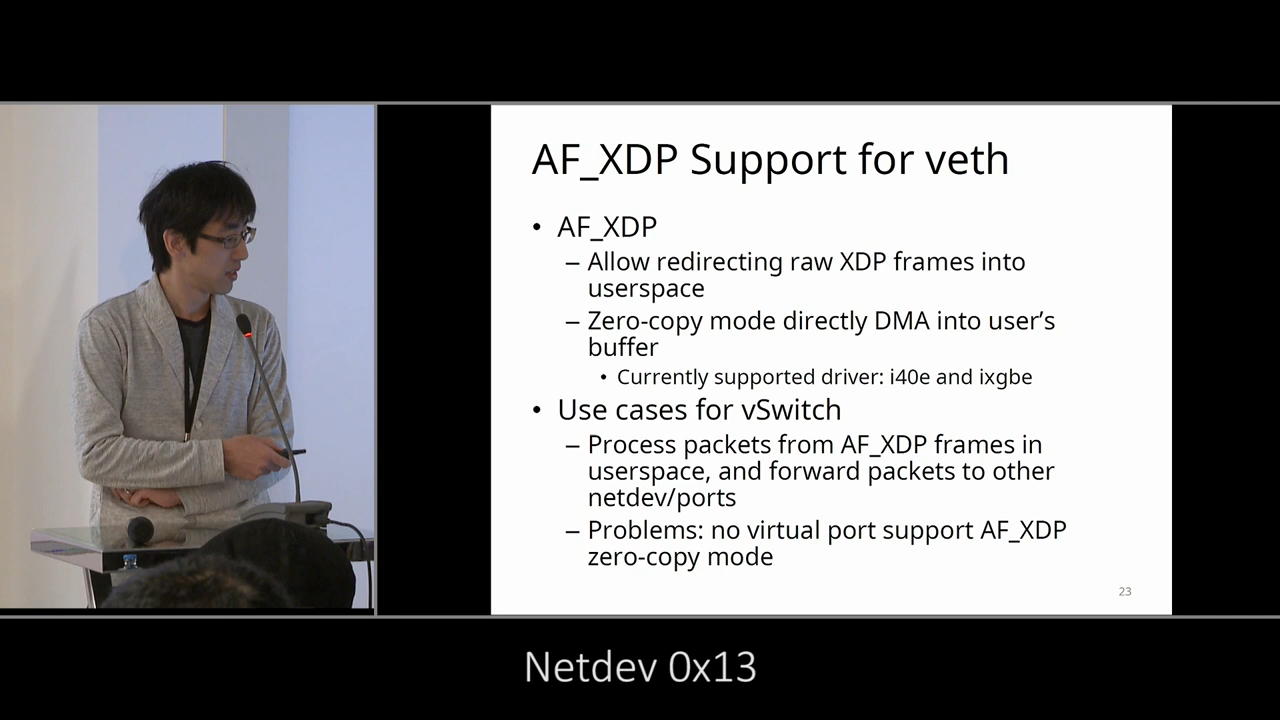 AF_XDP Support for veth
• AF_XDP
– Allow redirecting raw XDP frames into
userspace
– Zero-copy mode directly DMA into user’s
buffer
• Currently supported driver: i40e and ixgbe
• Use cases for vSwitch
– Process packets from AF_XDP frames in
userspace, and forward packets to other
netdev/ports
– Problems: no virtual port support AF_XDP
zero-copy mode
23
Netdev 0x13